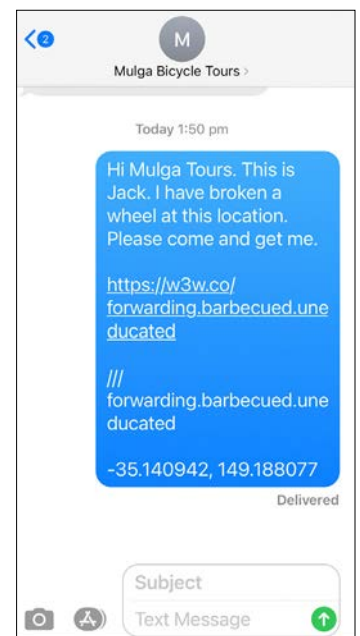 2
M
Mulga Bicycle Tours
Today 1:50 pm
Hi Mulga Tours. This is
Jack. I have broken a
wheel at this location.
Please come and get me.
https://w3w.co/
forwarding.barbecued.une
ducated
///
forwarding.barbecued.une
ducated
-35.140942, 149.188077
Delivered
Subject
Text Message